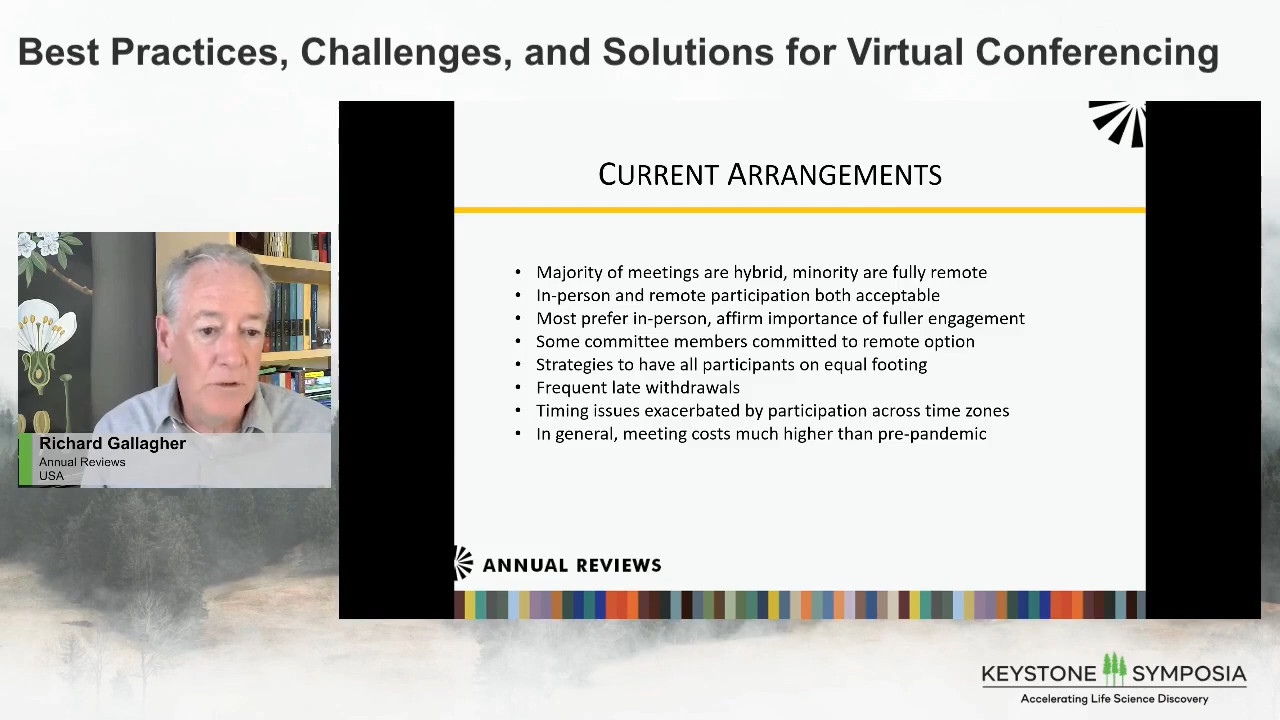 Best Practices, Challenges, and Solutions for Virtual Conferencing
CURRENT ARRANGEMENTS
• Majority of meetings are hybrid, minority are fully remote
• In-person and remote participation both acceptable
• Most prefer in-person, affirm importance of fuller engagement
• Some committee members committed to remote option
• Strategies to have all participants on equal footing
• Frequent late withdrawals
• Timing issues exacerbated by participation across time zones
• In general, meeting costs much higher than pre-pandemic
Richard Gallagher
Annual Reviews
USA
ANNUAL REVIEWS
KEYSTONE SYMPOSIA
Accelerating Life Science Discovery